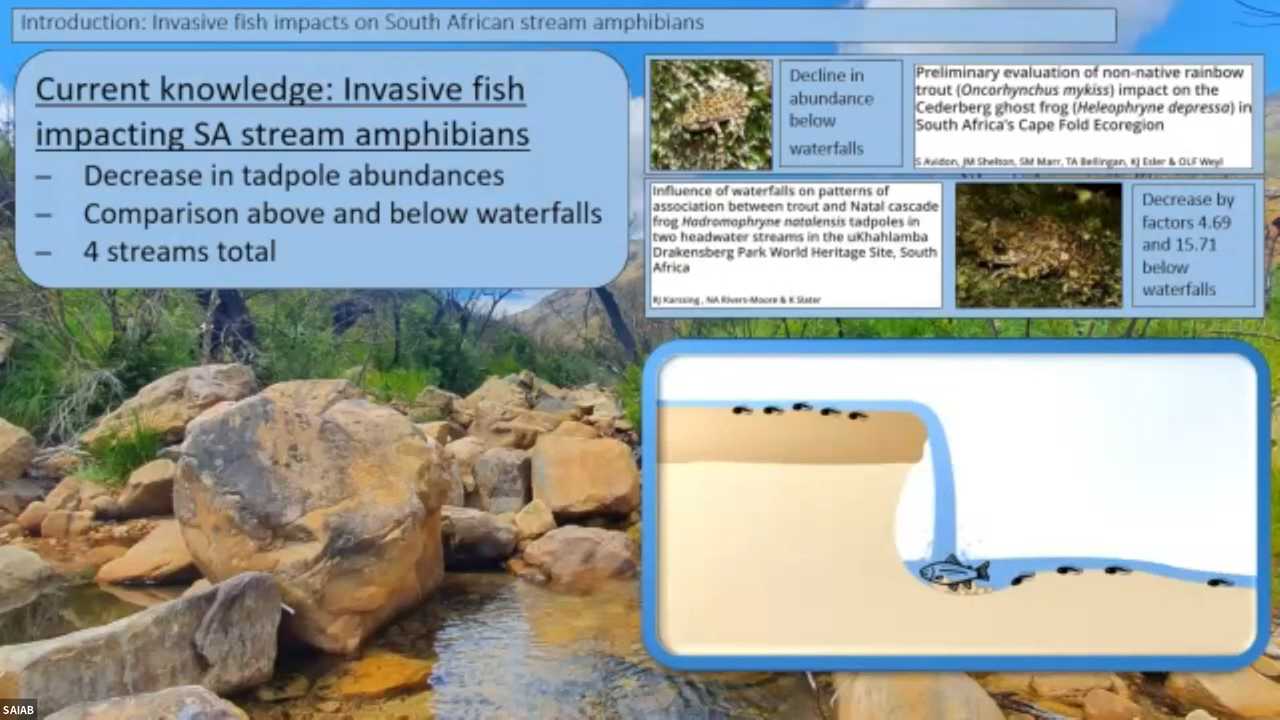 Introduction: Invasive fish impacts on South African stream amphibians
Current knowledge: Invasive fish
impacting SA stream amphibians
– Decrease in tadpole abundances
– Comparison above and below waterfalls
– 4 streams total
Decline in
abundance
below
waterfalls
Preliminary evaluation of non-native rainbow
trout (Oncorhynchus mykiss) impact on the
Cederberg ghost frog (Heleophryne depressa) in
South Africa's Cape Fold Ecoregion
S Avidon, JM Shelton, SM Marr, TA Bellingan, KJ Esler & OLF Weyl
Influence of waterfalls on patterns of
association between trout and Natal cascade
frog Hadromophryne natalensis tadpoles in
two headwater streams in the uKhahlamba
Drakensberg Park World Heritage Site, South
Africa
RJ Karssing , NA Rivers-Moore & K Slater
Decrease by
factors 4.69
and 15.71
below
waterfalls
SAIAB